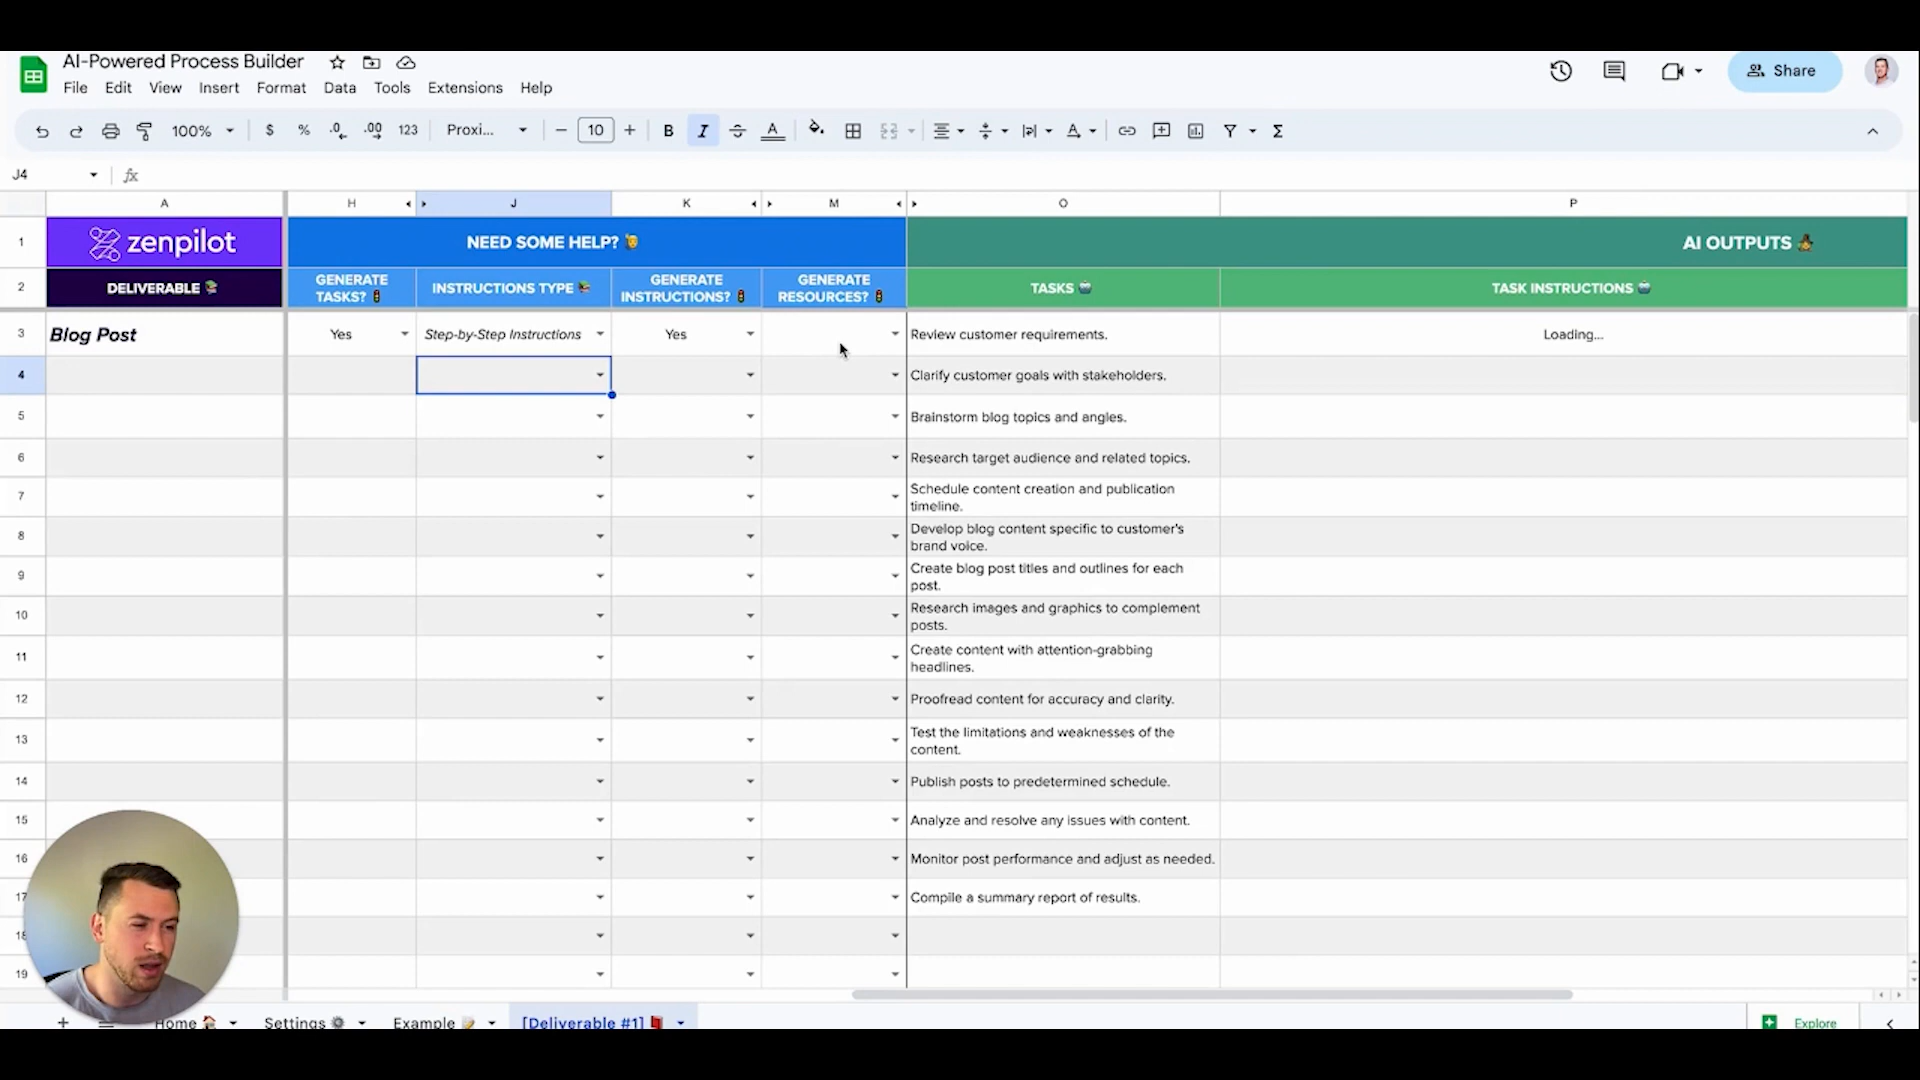 AI-Powered Process Builder
File Edit View Insert Format Data Tools Extensions Help
Share
100% $ % .0 .00 123 Proxi... 10 B I S A
J4 fx
A H J K M O P
1 zenpilot NEED SOME HELP? AI OUTPUTS
2 DELIVERABLE GENERATE TASKS? INSTRUCTIONS TYPE GENERATE INSTRUCTIONS? GENERATE RESOURCES? TASKS TASK INSTRUCTIONS
3 Blog Post Yes Step-by-Step Instructions Yes Review customer requirements. Loading...
4 Clarify customer goals with stakeholders.
5 Brainstorm blog topics and angles.
6 Research target audience and related topics.
7 Schedule content creation and publication
timeline.
8 Develop blog content specific to customer's
brand voice.
9 Create blog post titles and outlines for each
post.
10 Research images and graphics to complement
posts.
11 Create content with attention-grabbing
headlines.
12 Proofread content for accuracy and clarity.
13 Test the limitations and weaknesses of the
content.
14 Publish posts to predetermined schedule.
15 Analyze and resolve any issues with content.
16 Monitor post performance and adjust as needed.
17 Compile a summary report of results.
18
19
Home Settings Example [Deliverable #1] Explore